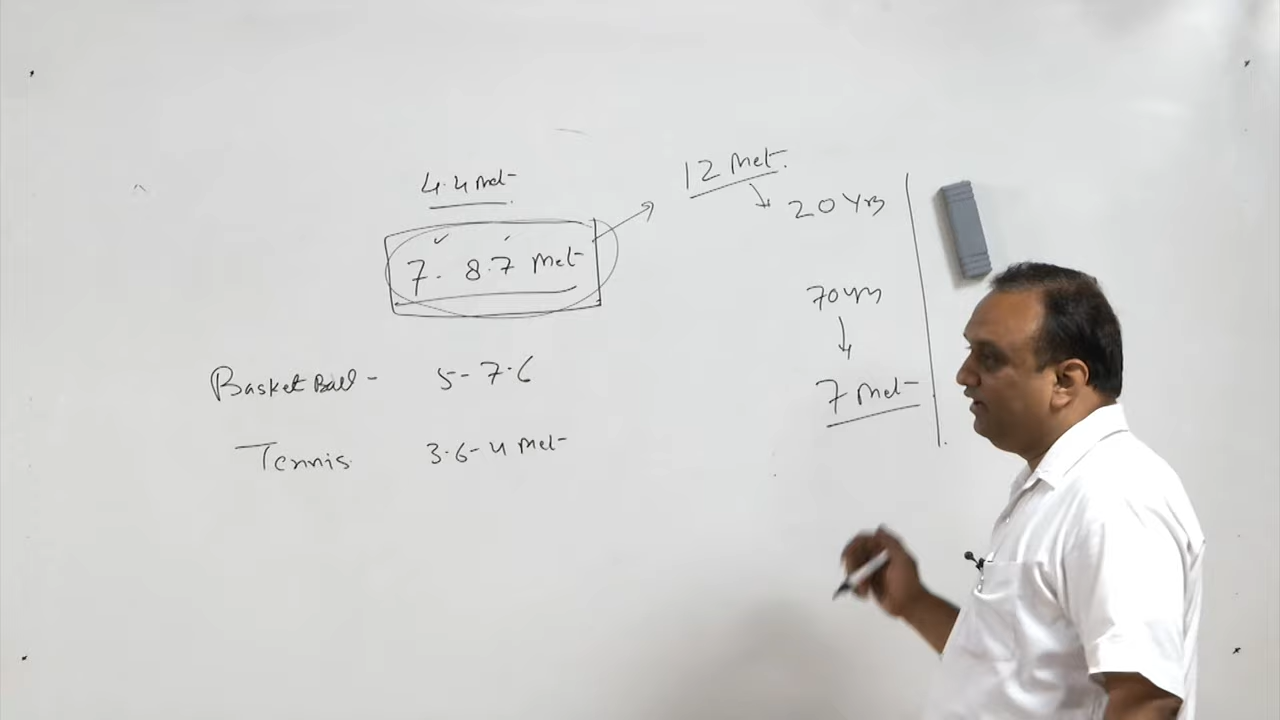 4.4 Met
7. 8.7 Met
12 Met.
20 Yrs
70 yrs
7 Met
Basket Ball - 5 - 7.6
Tennis 3.6 - 4 Met